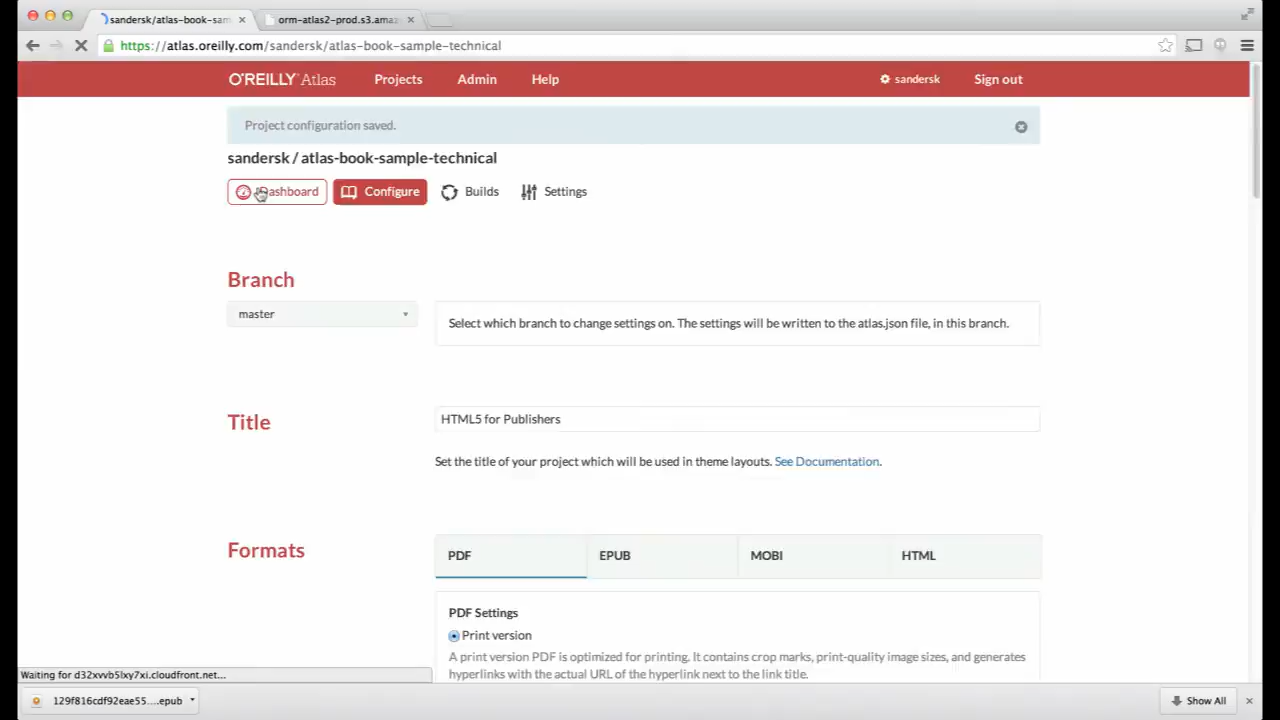 sandersk/atlas-book-sam
orm-atlas2-prod.s3.amaz
https://atlas.oreilly.com/sandersk/atlas-book-sample-technical
O'REILLY Atlas Projects Admin Help sandersk Sign out
Project configuration saved.
sandersk / atlas-book-sample-technical
Dashboard Configure Builds Settings
Branch
master
Select which branch to change settings on. The settings will be written to the atlas.json file, in this branch.
Title
HTML5 for Publishers
Set the title of your project which will be used in theme layouts. See Documentation.
Formats
PDF EPUB MOBI HTML
PDF Settings
Print version
A print version PDF is optimized for printing. It contains crop marks, print-quality image sizes, and generates
hyperlinks with the actual URL of the hyperlink next to the link title.
Waiting for d32xvvb5lxy7xi.cloudfront.net...
129f816cdf92eae55....epub
Show All